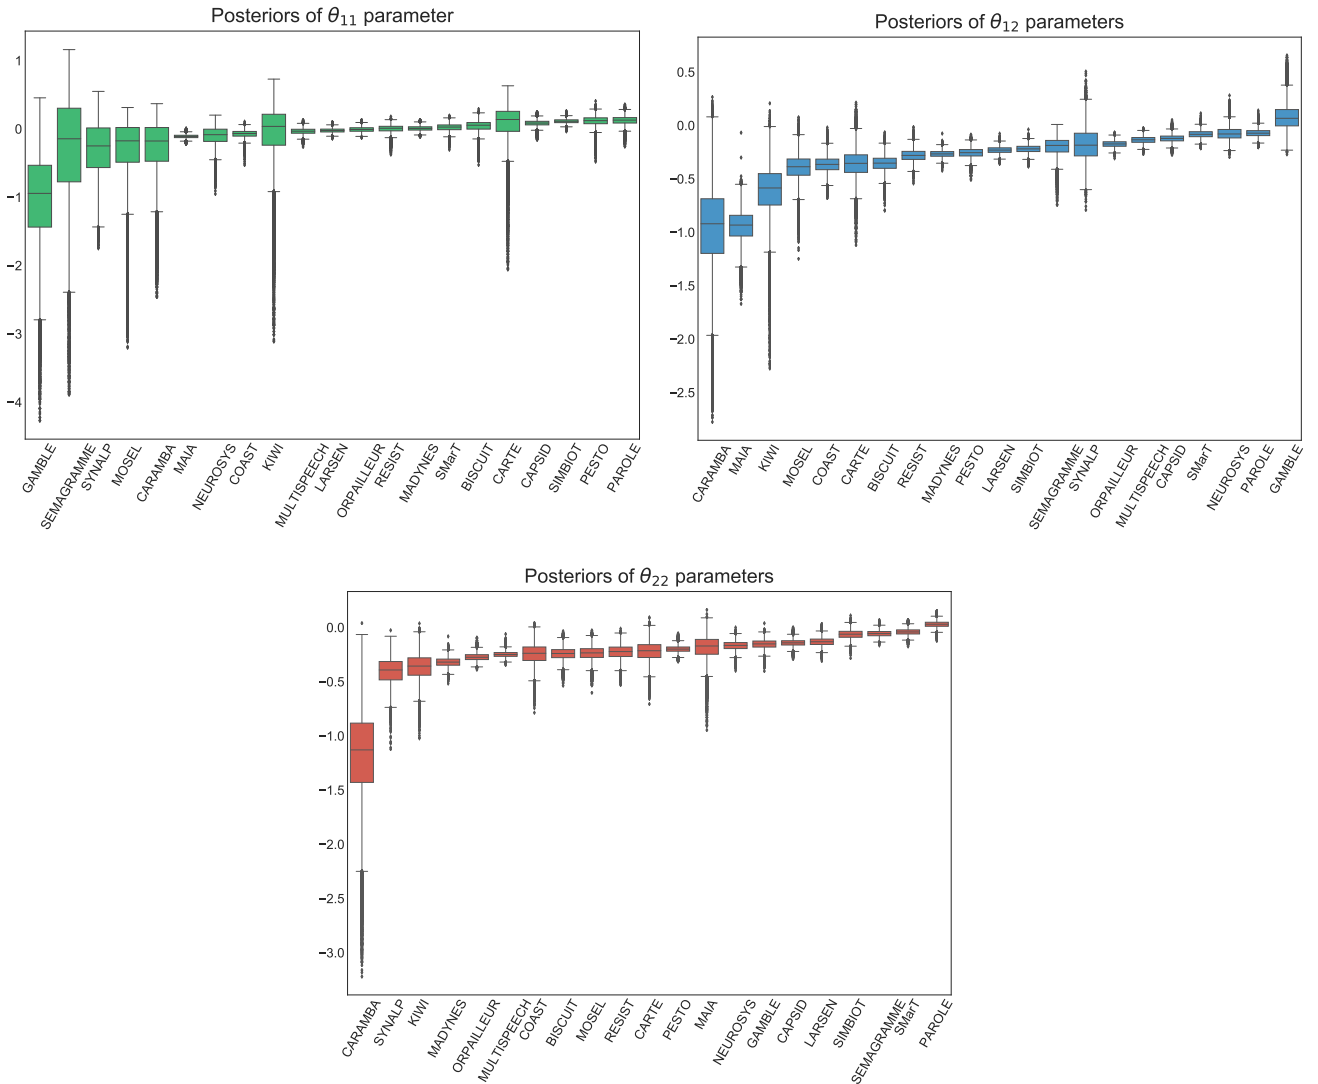 Posteriors of θ11 parameter
1
0
−1
−2
−3
−4
GAMBLE
SEMAGRAMME
SYNALP
MOSEL
CARAMBA
MAIA
NEUROSYS
COAST
KIWI
MULTISPEECH
LARSEN
ORPAILLEUR
RESIST
MADYNES
SMarT
BISCUIT
CARTE
CAPSID
SIMBIOT
PESTO
PAROLE
Posteriors of θ12 parameters
0.5
0.0
−0.5
−1.0
−1.5
−2.0
−2.5
CARAMBA
MAIA
KIWI
MOSEL
COAST
CARTE
BISCUIT
RESIST
MADYNES
PESTO
LARSEN
SIMBIOT
SEMAGRAMME
SYNALP
ORPAILLEUR
MULTISPEECH
CAPSID
SMarT
NEUROSYS
PAROLE
GAMBLE
Posteriors of θ22 parameters
0.0
−0.5
−1.0
−1.5
−2.0
−2.5
−3.0
CARAMBA
SYNALP
KIWI
MADYNES
ORPAILLEUR
MULTISPEECH
COAST
BISCUIT
MOSEL
RESIST
CARTE
PESTO
MAIA
NEUROSYS
GAMBLE
CAPSID
LARSEN
SIMBIOT
SEMAGRAMME
SMarT
PAROLE